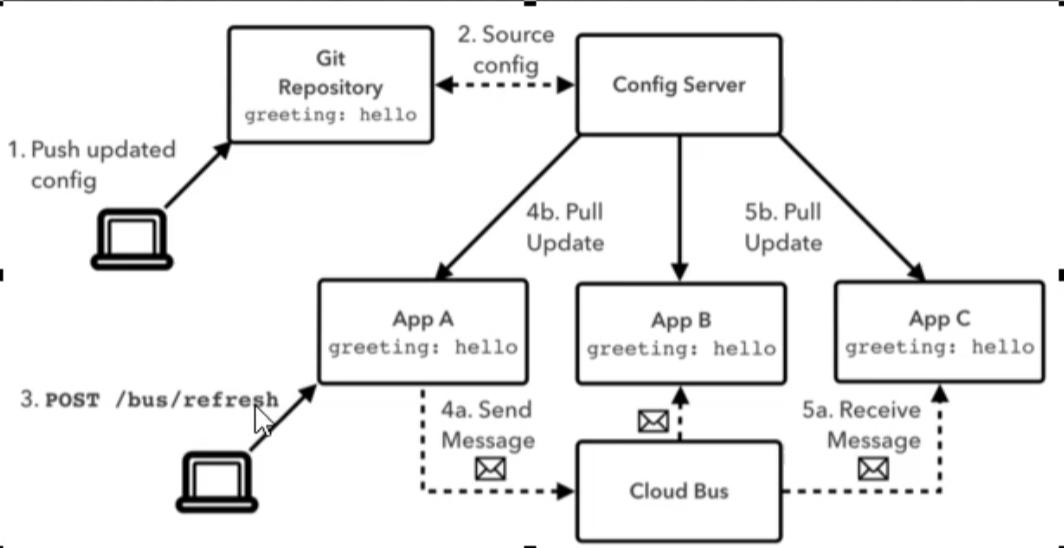 Git
Repository
greeting: hello
2. Source
config
Config Server
1. Push updated
config
4b. Pull
Update
5b. Pull
Update
App A
greeting: hello
App B
greeting: hello
App C
greeting: hello
3. POST /bus/refresh
4a. Send
Message
5a. Receive
Message
Cloud Bus